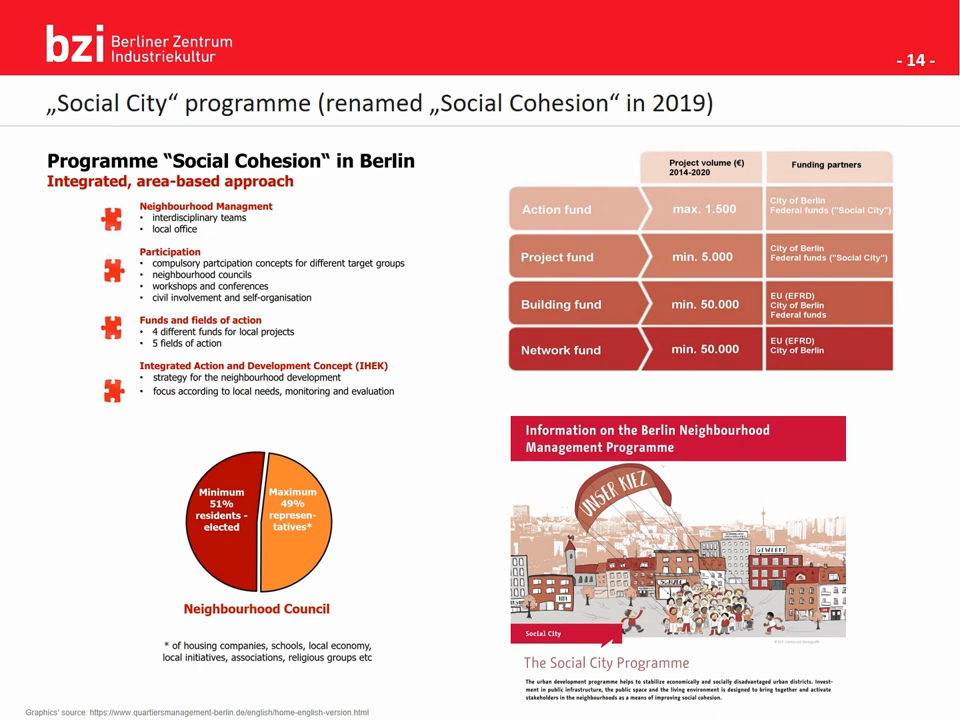 bzi Berliner Zentrum
Industriekultur
- 14 -
„Social City“ programme (renamed „Social Cohesion“ in 2019)
Programme “Social Cohesion“ in Berlin
Integrated, area-based approach
Neighbourhood Managment
• interdisciplinary teams
• local office
Participation
• compulsory partcipation concepts for different target groups
• neighbourhood councils
• workshops and conferences
• civil involvement and self-organisation
Funds and fields of action
• 4 different funds for local projects
• 5 fields of action
Integrated Action and Development Concept (IHEK)
• strategy for the neighbourhood development
• focus according to local needs, monitoring and evaluation
Minimum
51%
residents -
elected
Maximum
49%
represen-
tatives*
Neighbourhood Council
* of housing companies, schools, local economy,
local initiatives, associations, religious groups etc
Project volume (€)
2014-2020
Funding partners
Action fund
max. 1.500
City of Berlin
Federal funds ("Social City")
Project fund
min. 5.000
City of Berlin
Federal funds ("Social City")
Building fund
min. 50.000
EU (EFRD)
City of Berlin
Federal funds
Network fund
min. 50.000
EU (EFRD)
City of Berlin
Information on the Berlin Neighbourhood
Management Programme
UNSER KIEZ
GEWERBE
SCHULE
Social City
The Social City Programme
The urban development programme helps to stabilize economically and socially disadvantaged urban districts. Invest-
ment in public infrastructure, the public space and the living environment is designed to bring together and activate
stakeholders in the neighbourhoods as a means of improving social cohesion.
Graphics' source: https://www.quartiersmanagement-berlin.de/english/home-english-version.html